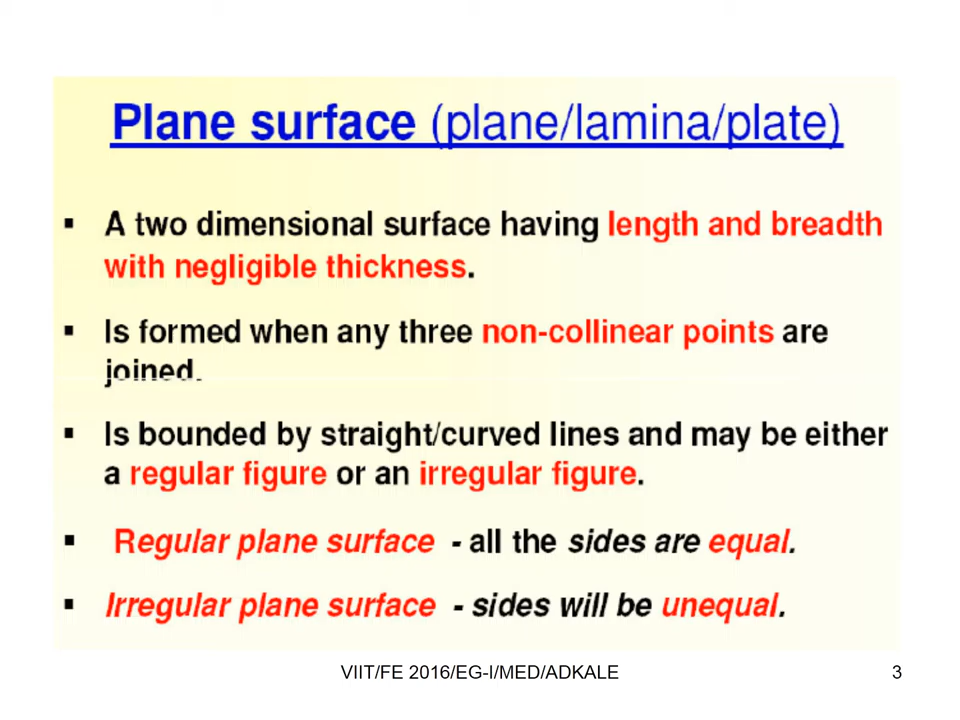 Plane surface (plane/lamina/plate)
▪ A two dimensional surface having length and breadth
with negligible thickness.
▪ Is formed when any three non-collinear points are
joined.
▪ Is bounded by straight/curved lines and may be either
a regular figure or an irregular figure.
▪ Regular plane surface - all the sides are equal.
▪ Irregular plane surface - sides will be unequal.
VIIT/FE 2016/EG-I/MED/ADKALE 3